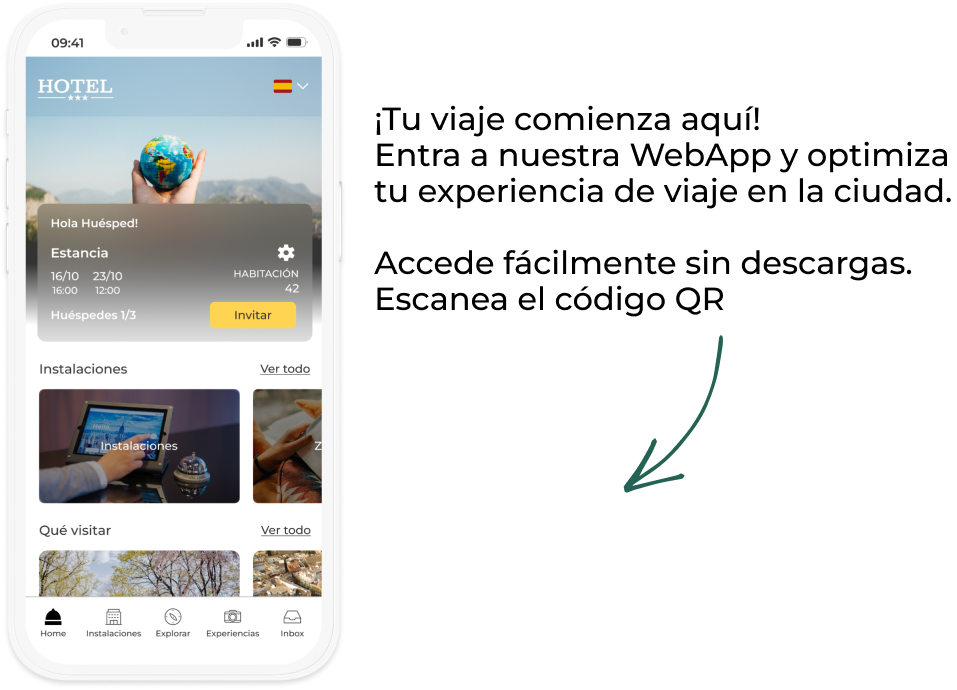 09:41
HOTEL
Hola Huésped!
Estancia
16/10 23/10
16:00 12:00
HABITACIÓN
42
Huéspedes 1/3
Invitar
Instalaciones
Ver todo
Instalaciones
Z
Qué visitar
Ver todo
Home
Instalaciones
Explorar
Experiencias
Inbox
¡Tu viaje comienza aquí!
Entra a nuestra WebApp y optimiza
tu experiencia de viaje en la ciudad.
Accede fácilmente sin descargas.
Escanea el código QR